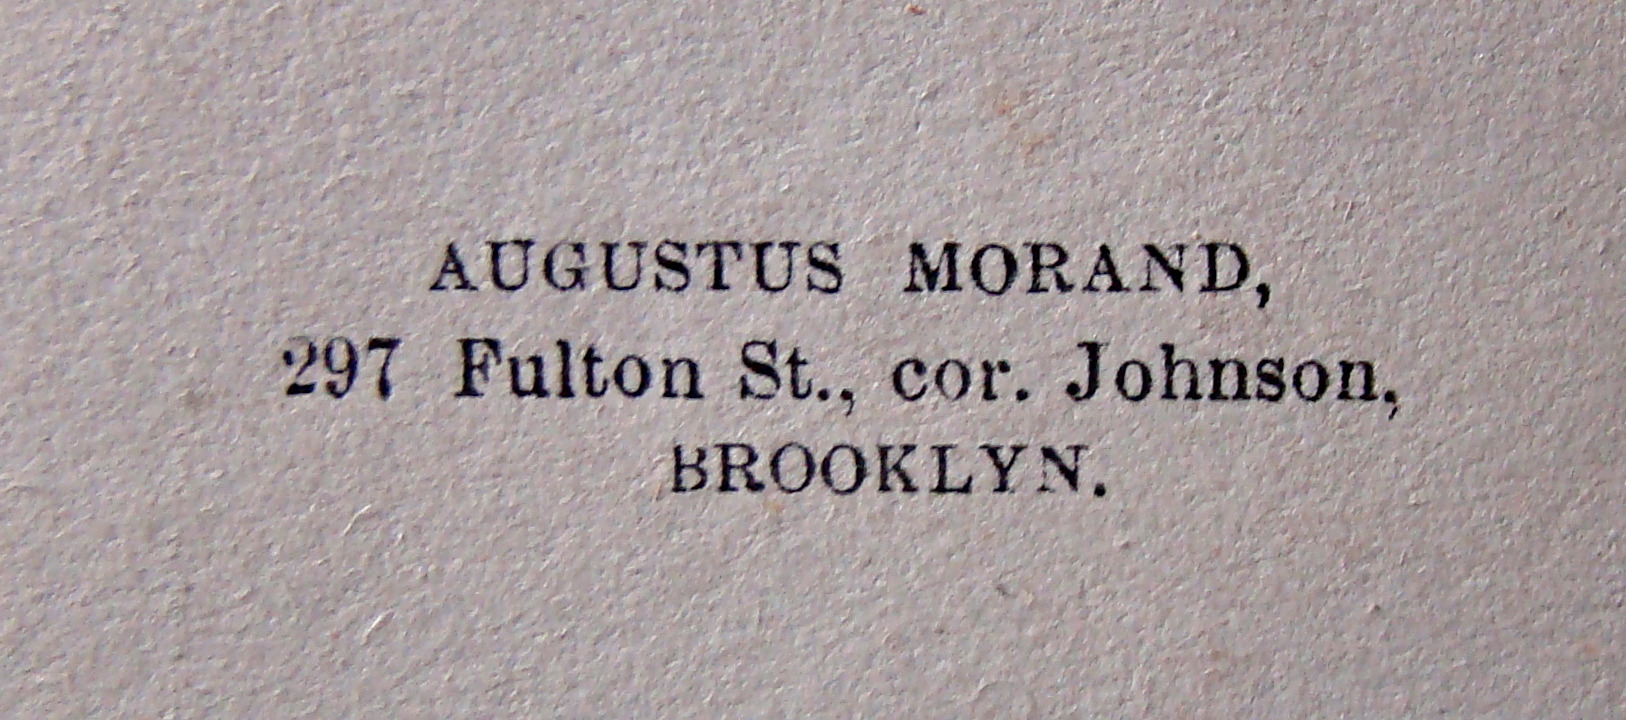 AUGUSTUS MORAND,
297 Fulton St., cor. Johnson,
BROOKLYN.